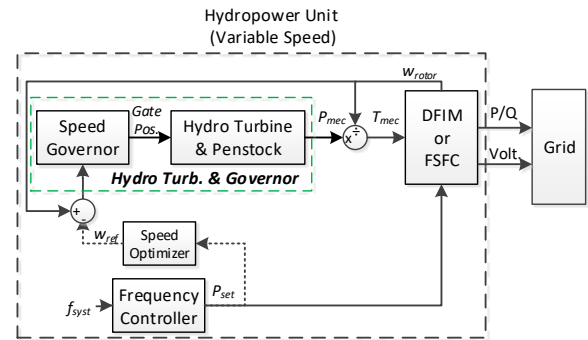 Hydropower Unit
(Variable Speed)
w_rotor
Gate
Pos.
P_mec
T_mec
P/Q
Volt.
Speed
Governor
Hydro Turbine
& Penstock
x÷
DFIM
or
FSFC
Grid
Hydro Turb. & Governor
+
-
w_ref
Speed
Optimizer
P_set
f_syst
Frequency
Controller